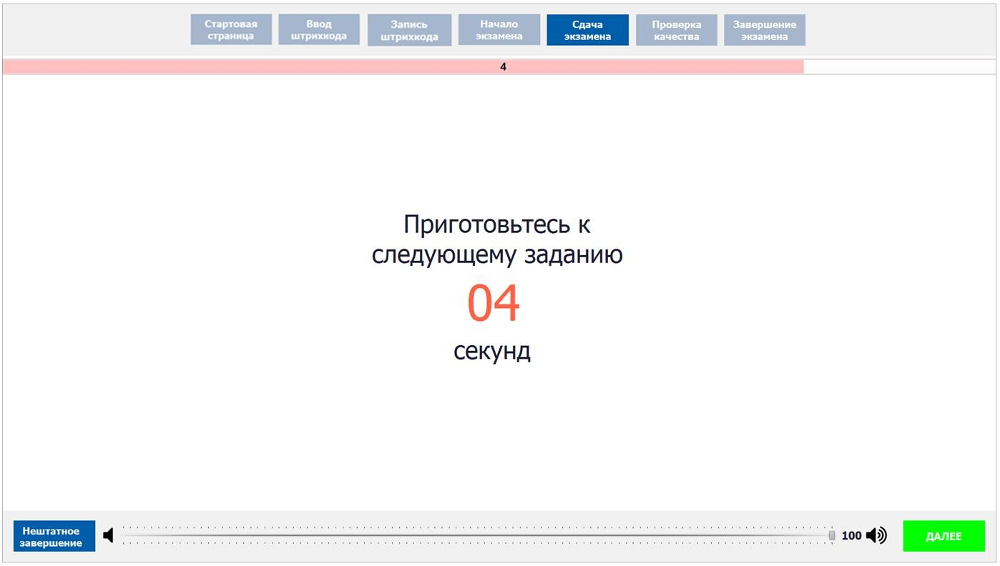 Стартовая
страница
Ввод
штрихкода
Запись
штрихкода
Начало
экзамена
Сдача
экзамена
Проверка
качества
Завершение
экзамена
4
Приготовьтесь к
следующему заданию
04
секунд
Нештатное
завершение
100
ДАЛЕЕ